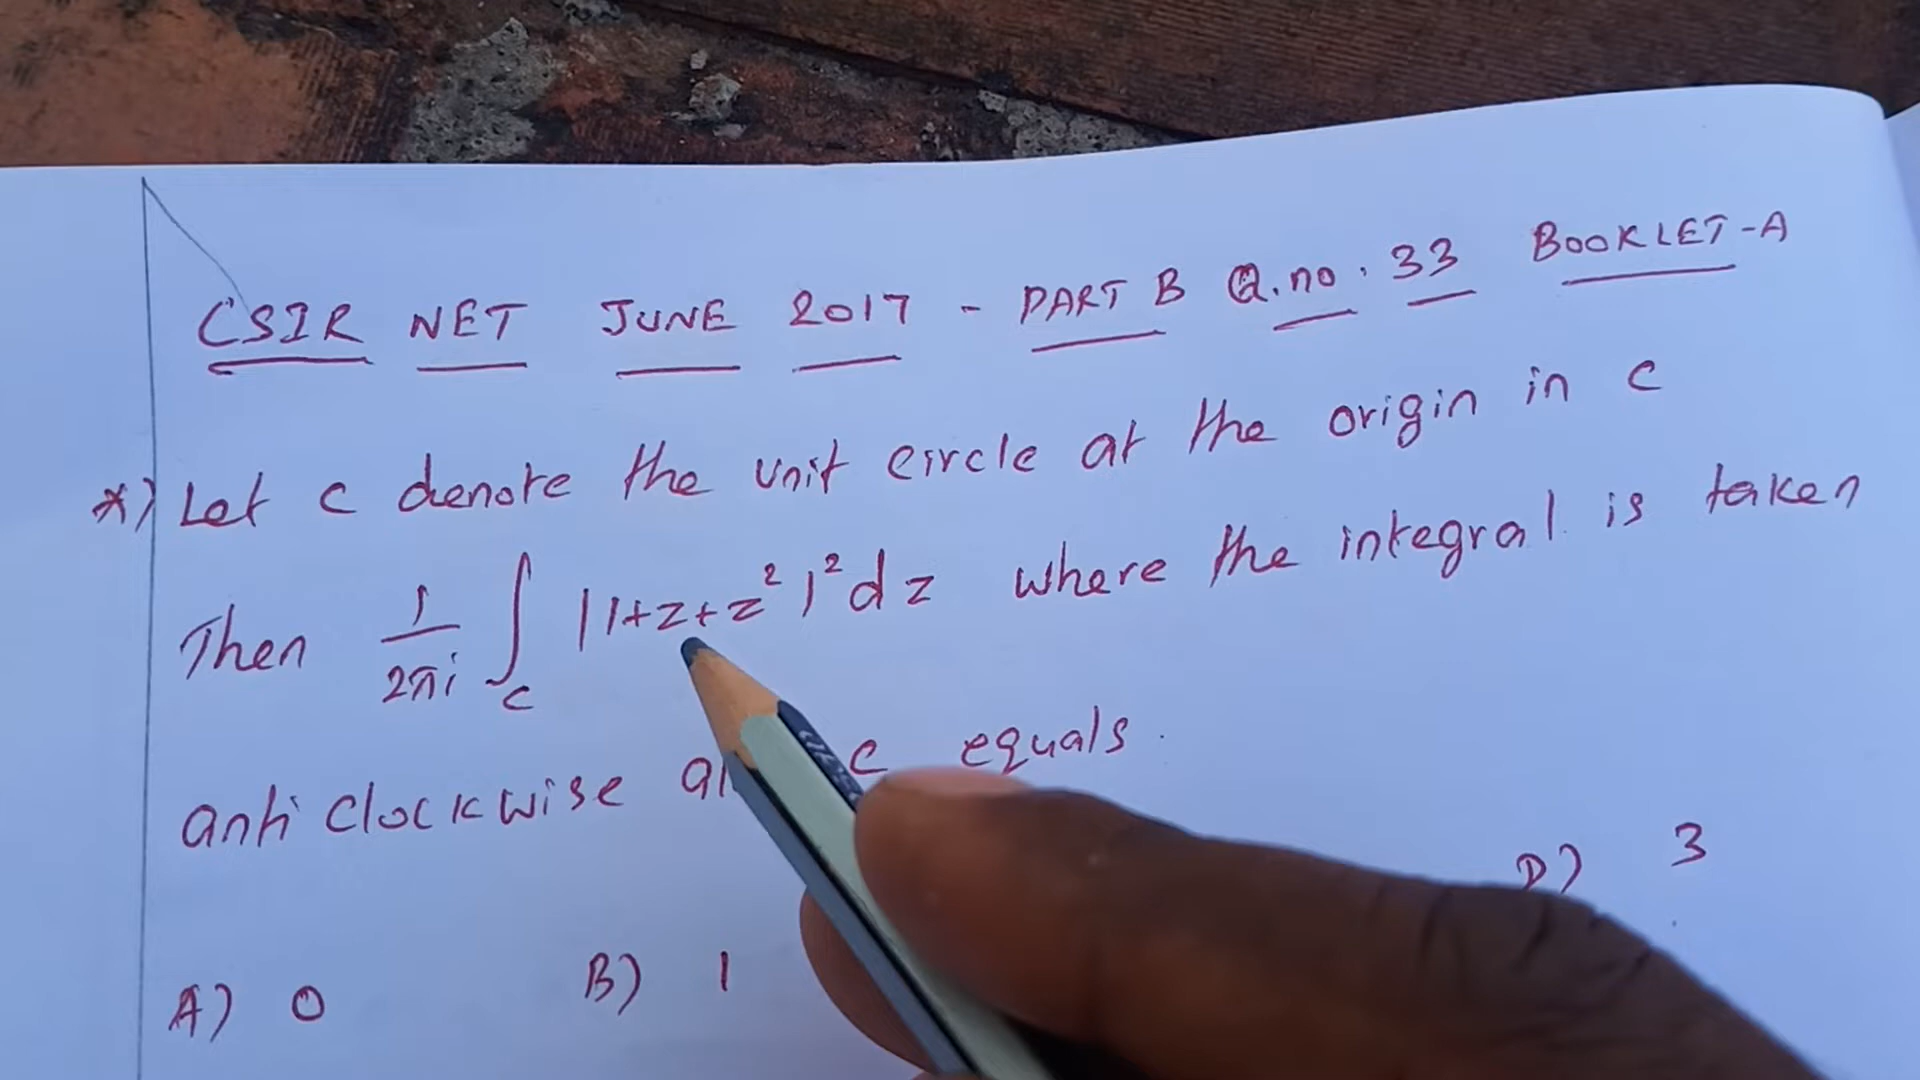 CSIR NET JUNE 2017 - PART B Q.no. 33 BOOKLET-A
*) Let c denote the unit circle at the origin in c
Then 1/2πi ∫c |1+z+z²|² dz where the integral is taken
anti clockwise c equals.
A) 0 B) 1 D) 3